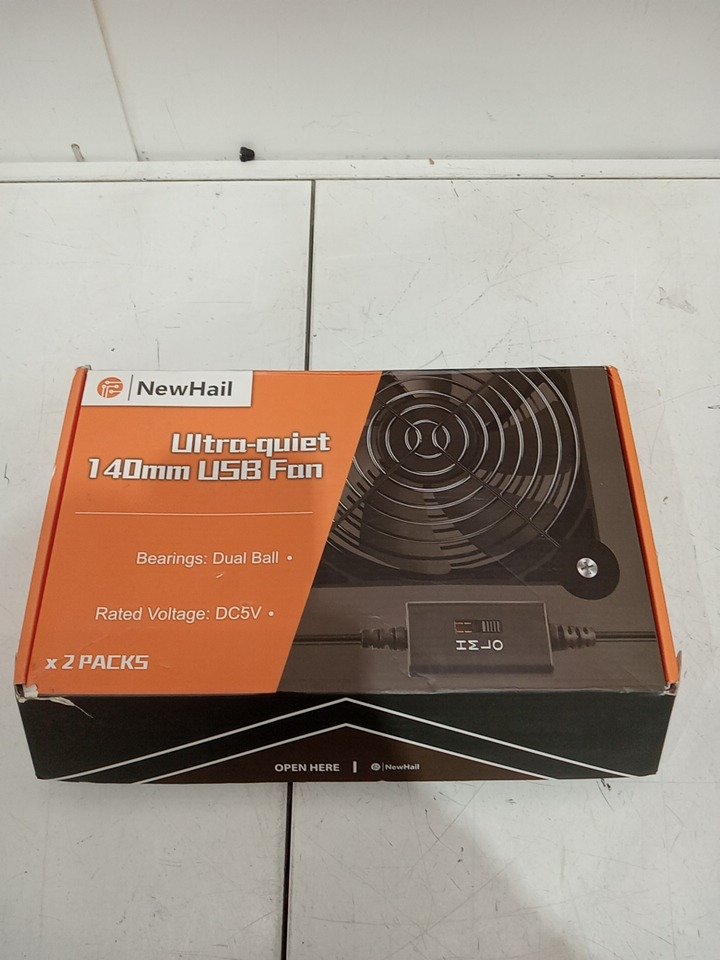 NewHail
Ultra-quiet
140mm USB Fan
Bearings: Dual Ball •
Rated Voltage: DC5V •
x 2 PACKS
H M L O
OPEN HERE | NewHail